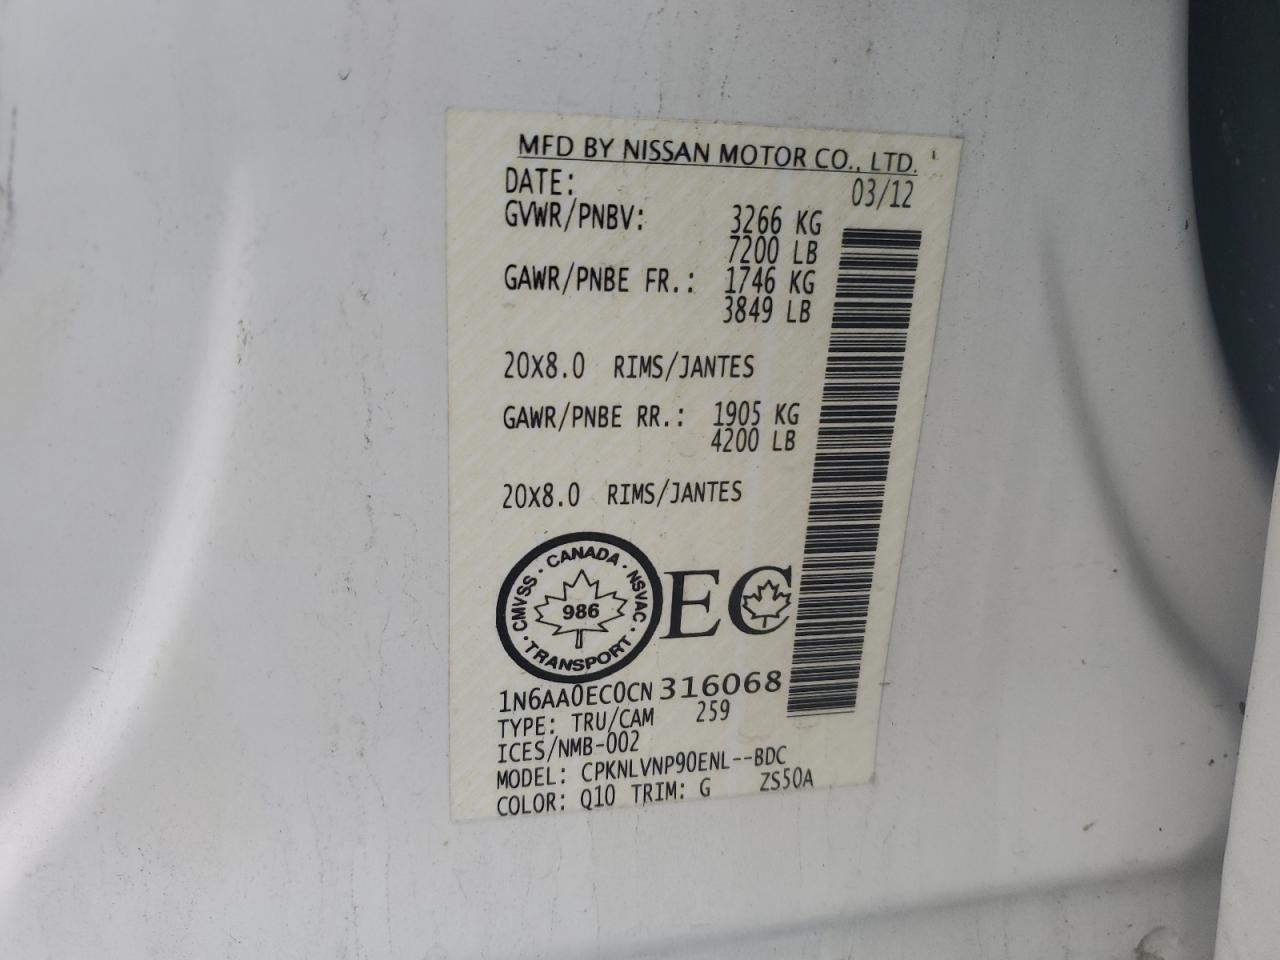 MFD BY NISSAN MOTOR CO., LTD.
DATE: 03/12
GVWR/PNBV: 3266 KG
7200 LB
GAWR/PNBE FR.: 1746 KG
3849 LB
20X8.0 RIMS/JANTES
GAWR/PNBE RR.: 1905 KG
4200 LB
20X8.0 RIMS/JANTES
CMVSS · CANADA · NSVAC · TRANSPORT ·
986
EC
1N6AA0EC0CN316068
TYPE: TRU/CAM 259
ICES/NMB-002
MODEL: CPKNLVNP90ENL--BDC
COLOR: Q10 TRIM: G ZS50A